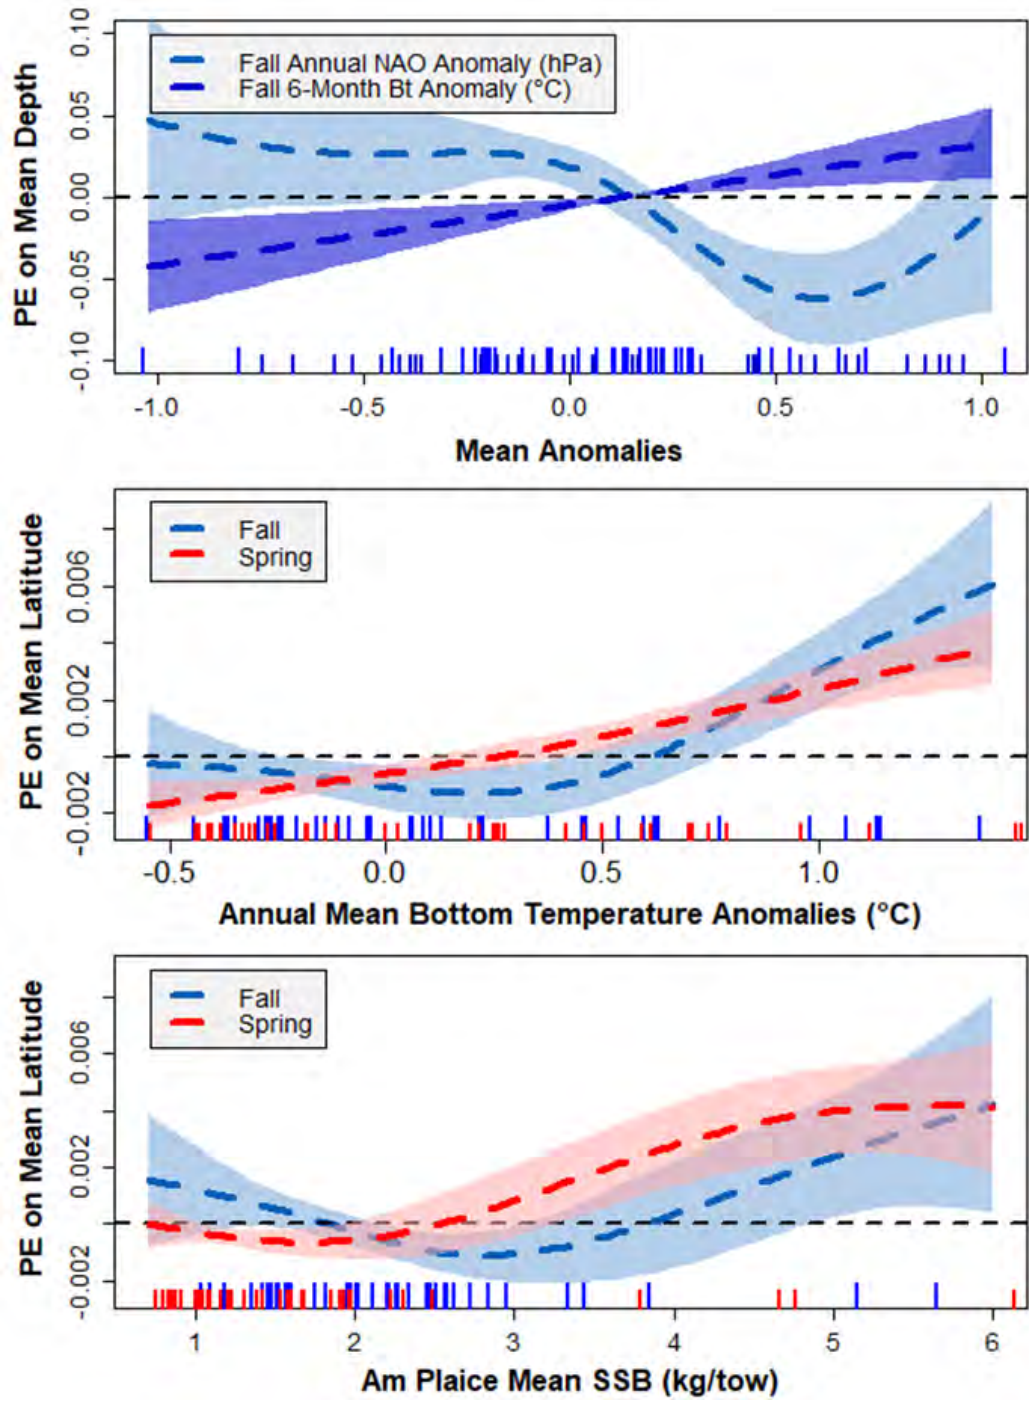 PE on Mean Depth
0.10
0.05
0.00
-0.05
-0.10
Fall Annual NAO Anomaly (hPa)
Fall 6-Month Bt Anomaly (°C)
-1.0 -0.5 0.0 0.5 1.0
Mean Anomalies
PE on Mean Latitude
0.006
0.002
-0.002
Fall
Spring
-0.5 0.0 0.5 1.0
Annual Mean Bottom Temperature Anomalies (°C)
PE on Mean Latitude
0.006
0.002
-0.002
Fall
Spring
1 2 3 4 5 6
Am Plaice Mean SSB (kg/tow)